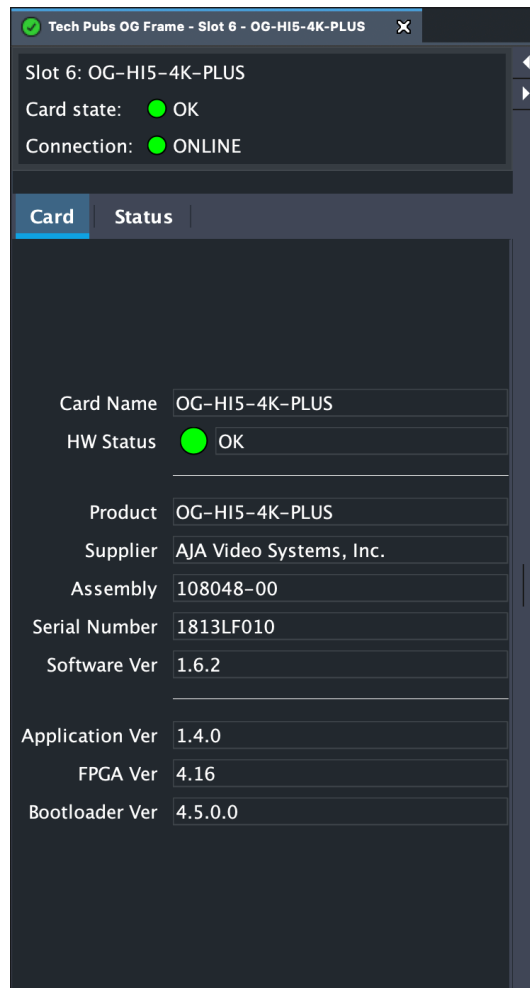 Tech Pubs OG Frame - Slot 6 - OG-HI5-4K-PLUS
Slot 6: OG-HI5-4K-PLUS
Card state: OK
Connection: ONLINE
Card Status
Card Name OG-HI5-4K-PLUS
HW Status OK
Product OG-HI5-4K-PLUS
Supplier AJA Video Systems, Inc.
Assembly 108048-00
Serial Number 1813LF010
Software Ver 1.6.2
Application Ver 1.4.0
FPGA Ver 4.16
Bootloader Ver 4.5.0.0